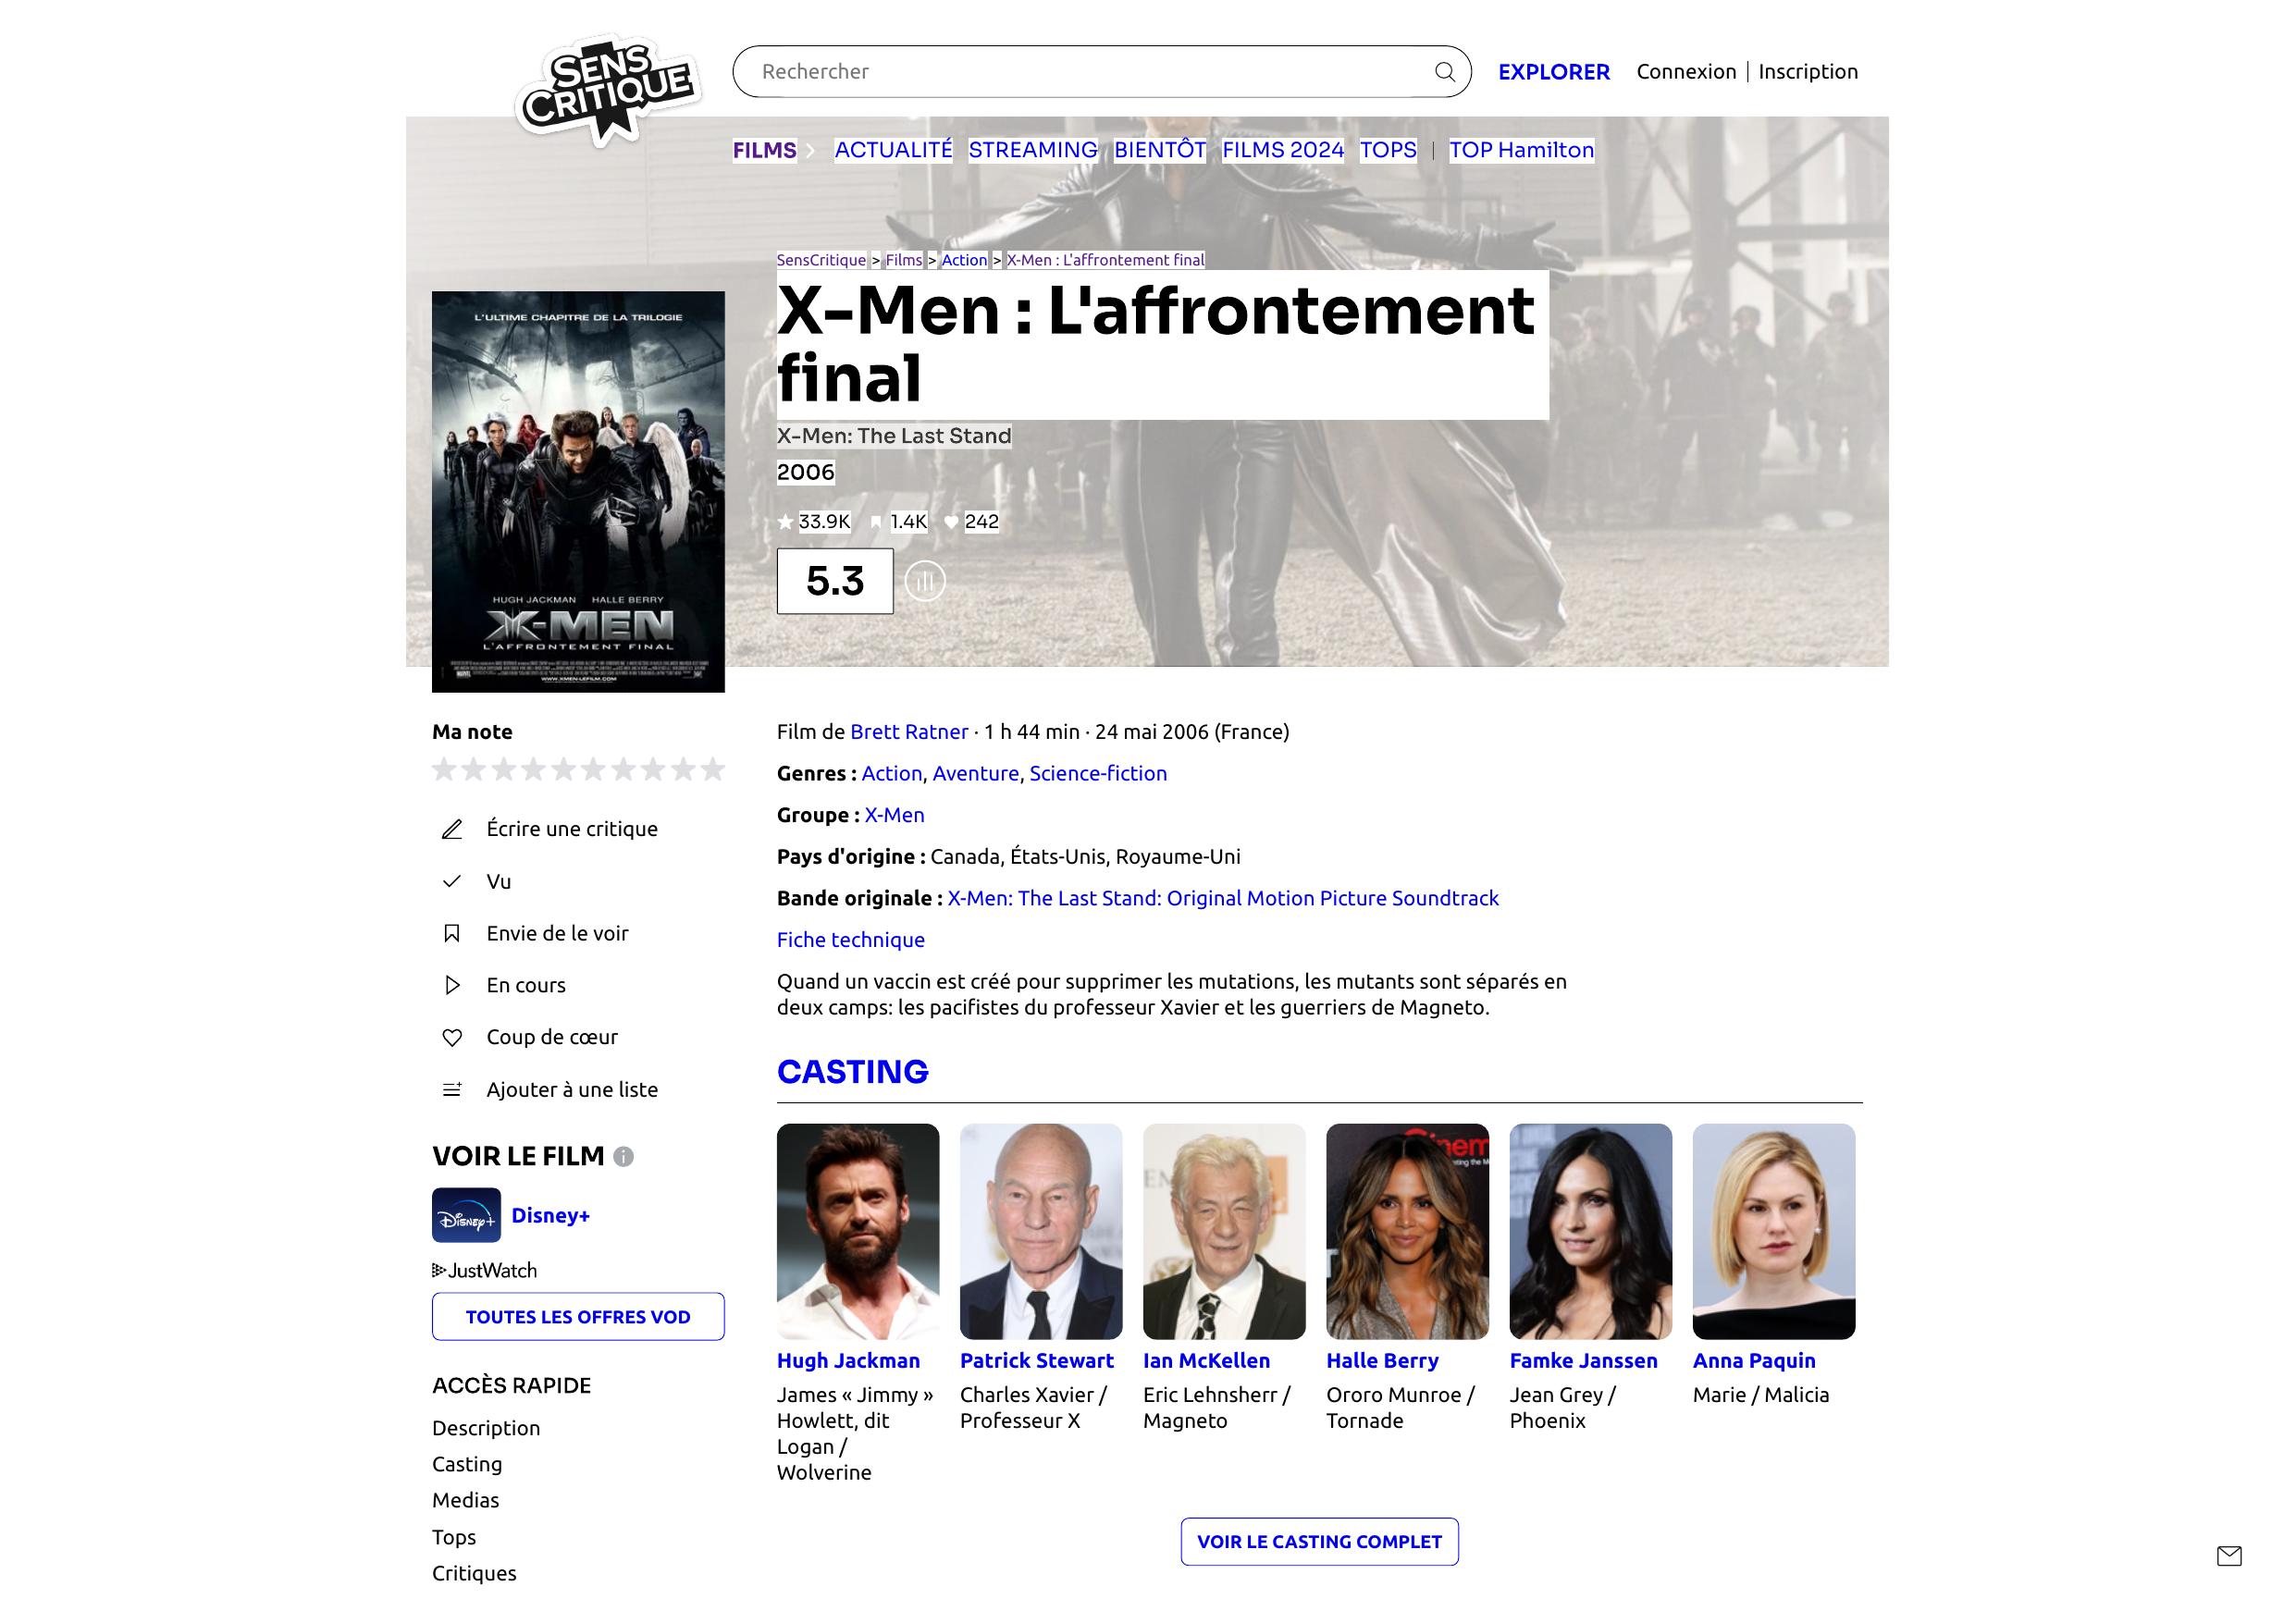 SENS
CRITIQUE
Rechercher
EXPLORER
Connexion | Inscription
FILMS
ACTUALITÉ
STREAMING
BIENTÔT
FILMS 2024
TOPS
|
TOP Hamilton
SensCritique > Films > Action > X-Men : L'affrontement final
X-Men : L'affrontement
final
X-Men: The Last Stand
2006
33.9K
1.4K
242
5.3
L'ULTIME CHAPITRE DE LA TRILOGIE
HUGH JACKMAN HALLE BERRY
X-MEN
L'AFFRONTEMENT FINAL
WWW.XMEN-LEFILM.COM
Ma note
Écrire une critique
Vu
Envie de le voir
En cours
Coup de cœur
Ajouter à une liste
VOIR LE FILM
Disney+
Disney+
JustWatch
TOUTES LES OFFRES VOD
ACCÈS RAPIDE
Description
Casting
Medias
Tops
Critiques
Film de Brett Ratner · 1 h 44 min · 24 mai 2006 (France)
Genres : Action, Aventure, Science-fiction
Groupe : X-Men
Pays d'origine : Canada, États-Unis, Royaume-Uni
Bande originale : X-Men: The Last Stand: Original Motion Picture Soundtrack
Fiche technique
Quand un vaccin est créé pour supprimer les mutations, les mutants sont séparés en
deux camps: les pacifistes du professeur Xavier et les guerriers de Magneto.
CASTING
Hugh Jackman
James « Jimmy »
Howlett, dit
Logan /
Wolverine
Patrick Stewart
Charles Xavier /
Professeur X
Ian McKellen
Eric Lehnsherr /
Magneto
Halle Berry
Ororo Munroe /
Tornade
Famke Janssen
Jean Grey /
Phoenix
Anna Paquin
Marie / Malicia
VOIR LE CASTING COMPLET